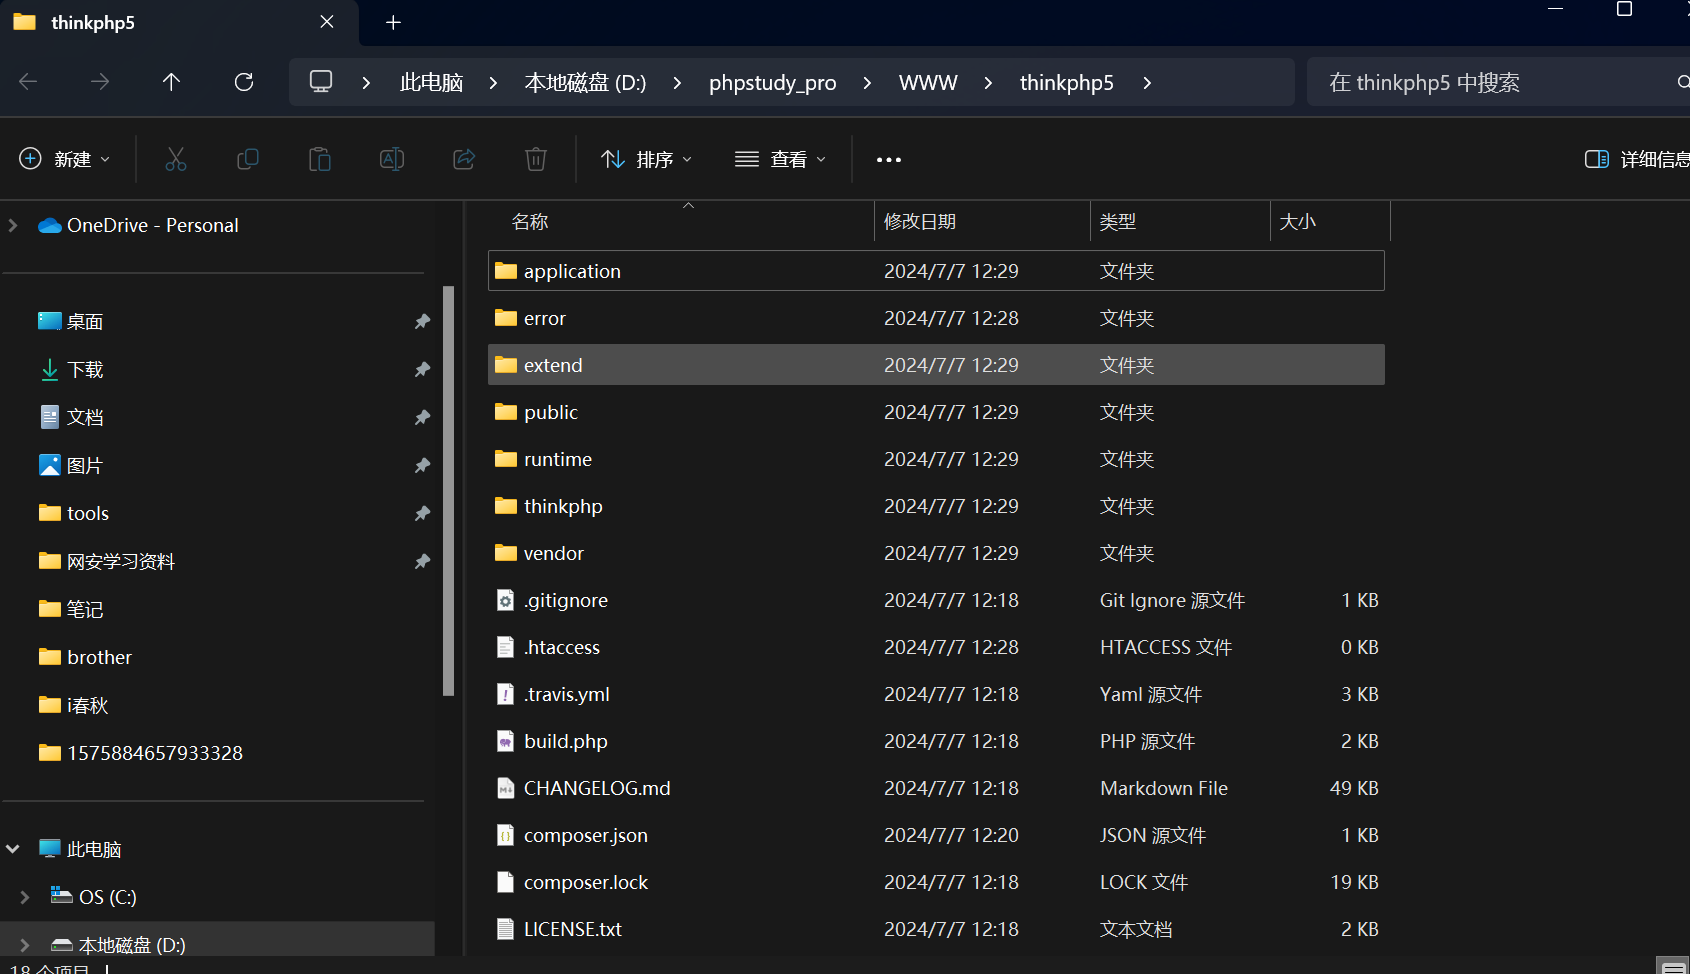 thinkphp5
此电脑 本地磁盘 (D:) phpstudy_pro WWW thinkphp5 在 thinkphp5 中搜索
新建 排序 查看 详细信息
OneDrive - Personal
桌面
下载
文档
图片
tools
网安学习资料
笔记
brother
i春秋
1575884657933328
此电脑
OS (C:)
本地磁盘 (D:)
名称 修改日期 类型 大小
application 2024/7/7 12:29 文件夹
error 2024/7/7 12:28 文件夹
extend 2024/7/7 12:29 文件夹
public 2024/7/7 12:29 文件夹
runtime 2024/7/7 12:29 文件夹
thinkphp 2024/7/7 12:29 文件夹
vendor 2024/7/7 12:29 文件夹
.gitignore 2024/7/7 12:18 Git Ignore 源文件 1 KB
.htaccess 2024/7/7 12:28 HTACCESS 文件 0 KB
.travis.yml 2024/7/7 12:18 Yaml 源文件 3 KB
build.php 2024/7/7 12:18 PHP 源文件 2 KB
CHANGELOG.md 2024/7/7 12:18 Markdown File 49 KB
composer.json 2024/7/7 12:20 JSON 源文件 1 KB
composer.lock 2024/7/7 12:18 LOCK 文件 19 KB
LICENSE.txt 2024/7/7 12:18 文本文档 2 KB
18 个项目